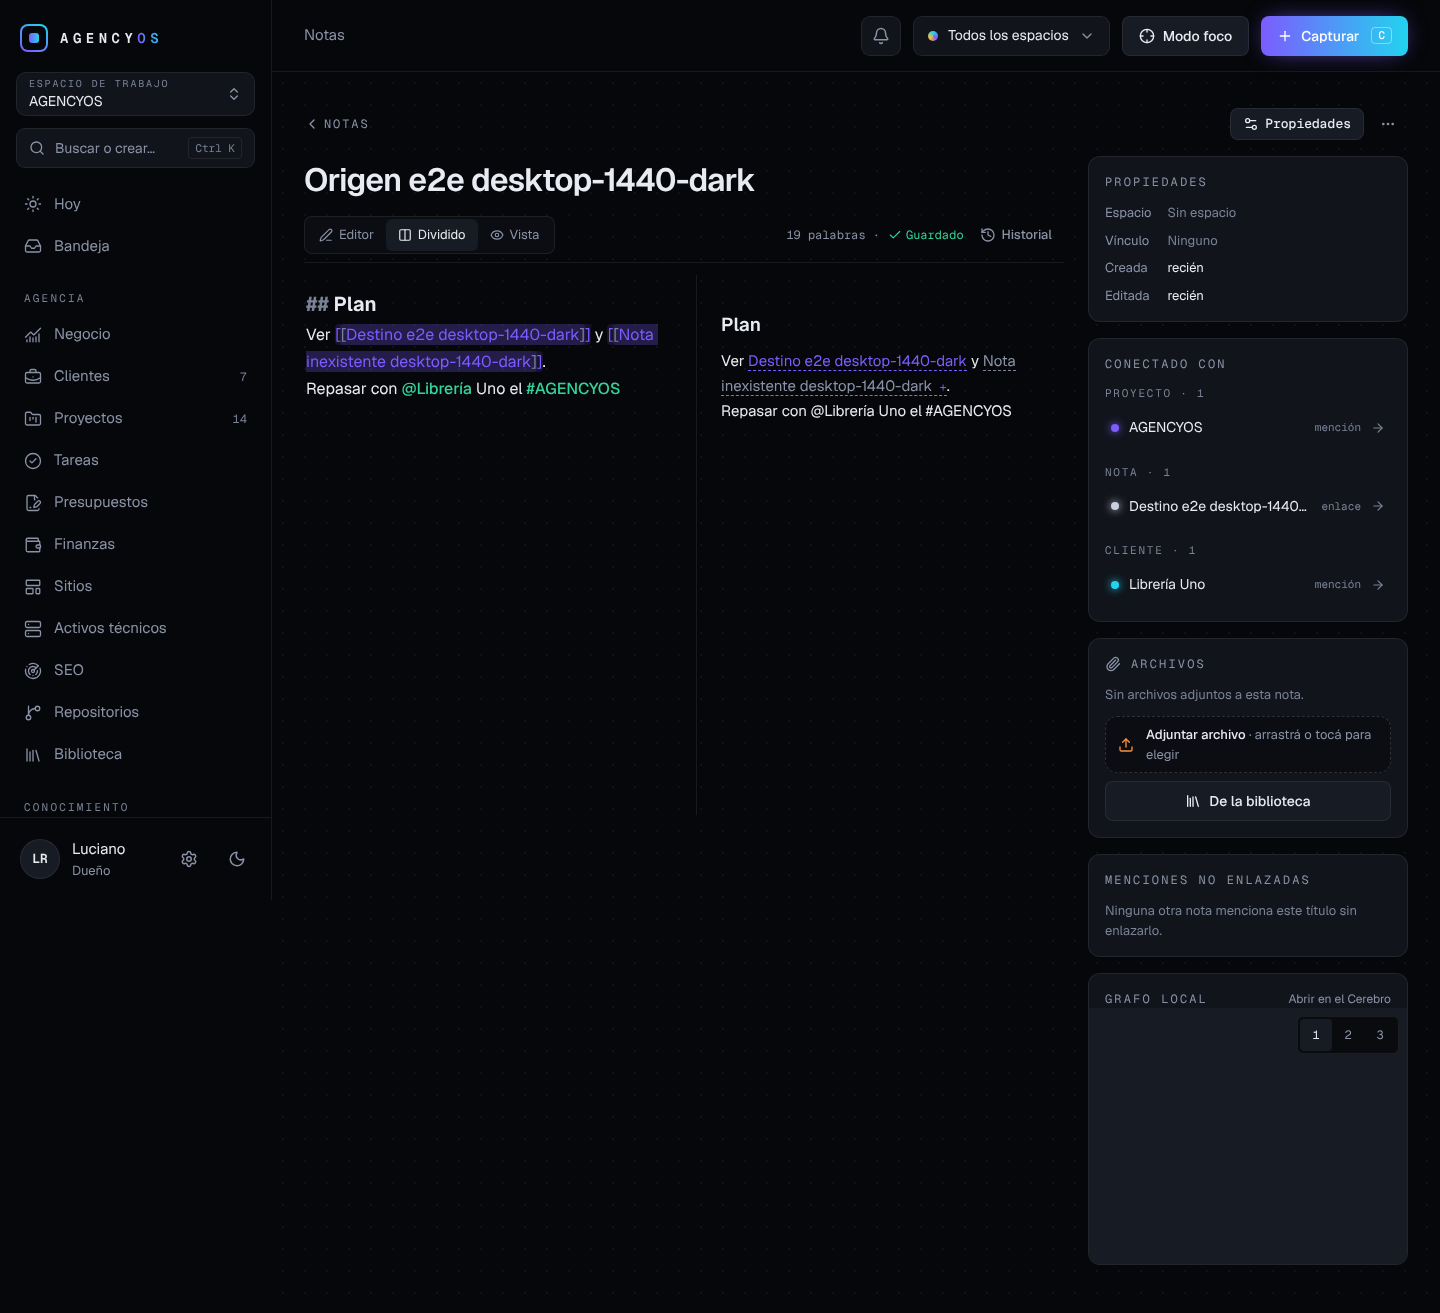 AGENCYOS
ESPACIO DE TRABAJO
AGENCYOS
Buscar o crear...
Ctrl K
Hoy
Bandeja
AGENCIA
Negocio
Clientes 7
Proyectos 14
Tareas
Presupuestos
Finanzas
Sitios
Activos técnicos
SEO
Repositorios
Biblioteca
CONOCIMIENTO
LR
Luciano
Dueño
Notas
Todos los espacios
Modo foco
+ Capturar C
NOTAS
Propiedades
Origen e2e desktop-1440-dark
Editor
Dividido
Vista
19 palabras ·
Guardado
Historial
## Plan
Ver [[Destino e2e desktop-1440-dark]] y [[Nota
inexistente desktop-1440-dark]].
Repasar con @Librería Uno el #AGENCYOS
Plan
Ver Destino e2e desktop-1440-dark y Nota
inexistente desktop-1440-dark +.
Repasar con @Librería Uno el #AGENCYOS
PROPIEDADES
Espacio Sin espacio
Vínculo Ninguno
Creada recién
Editada recién
CONECTADO CON
PROYECTO · 1
AGENCYOS mención
NOTA · 1
Destino e2e desktop-1440... enlace
CLIENTE · 1
Librería Uno mención
ARCHIVOS
Sin archivos adjuntos a esta nota.
Adjuntar archivo · arrastrá o tocá para
elegir
De la biblioteca
MENCIONES NO ENLAZADAS
Ninguna otra nota menciona este título sin
enlazarlo.
GRAFO LOCAL
Abrir en el Cerebro
1 2 3